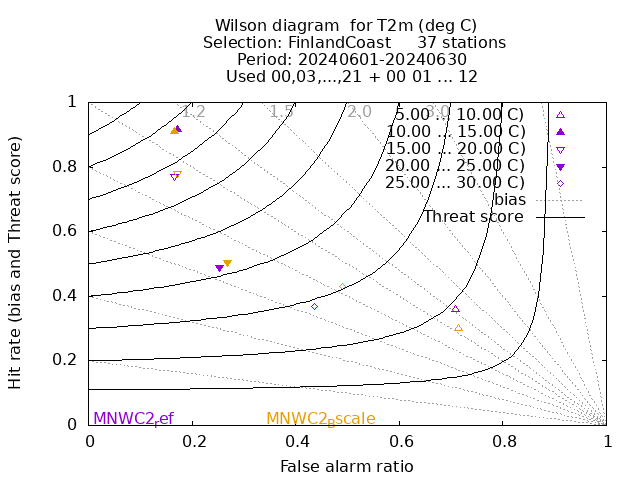 Wilson diagram  for T2m (deg C)
Selection: FinlandCoast     37 stations
Period: 20240601-20240630
Used 00,03,...,21 + 00 01 ... 12
1.2
1.5
2.0
3.0
5.00 ... 10.00 C)
10.00 ... 15.00 C)
15.00 ... 20.00 C)
20.00 ... 25.00 C)
25.00 ... 30.00 C)
bias
Threat score
Hit rate (bias and Threat score)
1
0.8
0.6
0.4
0.2
0
MNWC2ref
MNWC2Bscale
0
0.2
0.4
0.6
0.8
1
False alarm ratio